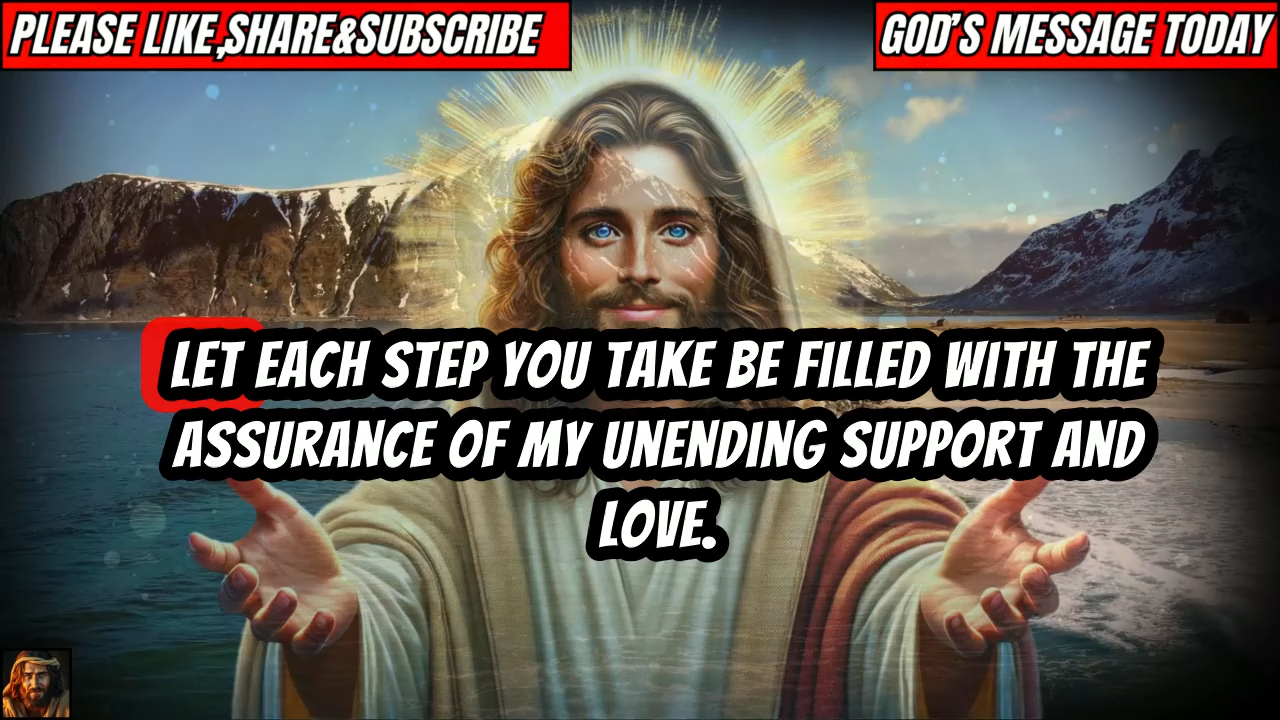 PLEASE LIKE,SHARE&SUBSCRIBE
GOD'S MESSAGE TODAY
LET EACH STEP YOU TAKE BE FILLED WITH THE
ASSURANCE OF MY UNENDING SUPPORT AND
LOVE.